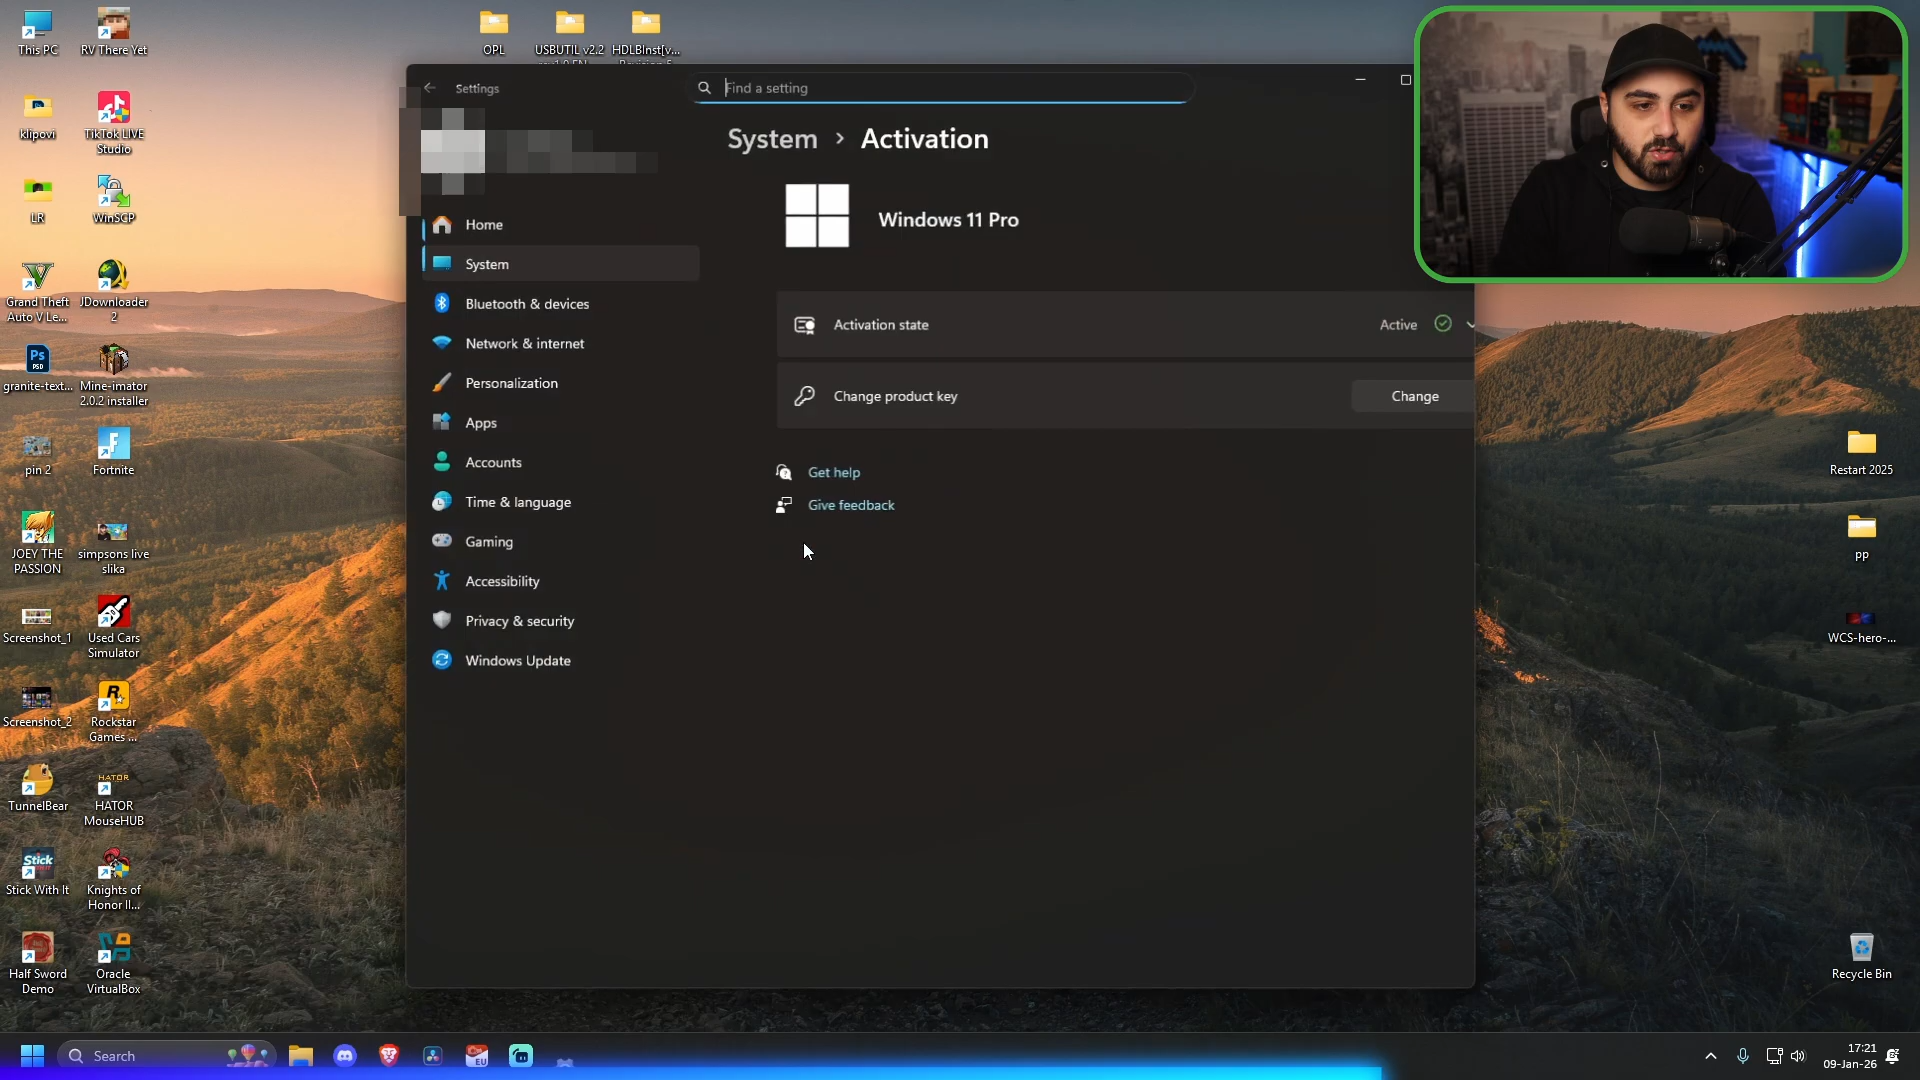 This PC
RV There Yet
klipovi
TikTok LIVE
Studio
LR
WinSCP
Grand Theft
Auto V Le...
JDownloader
2
granite-text...
Mine-imator
2.0.2 installer
pin 2
Fortnite
JOEY THE
PASSION
simpsons live
slika
Screenshot_1
Used Cars
Simulator
Screenshot_2
Rockstar
Games ...
TunnelBear
HATOR
HATOR
MouseHUB
Stick
Stick With It
Knights of
Honor II...
Half Sword
Demo
Oracle
VirtualBox
OPL
USBUTIL v2.2
HDLBInst[v...
Settings
Find a setting
System > Activation
Windows 11 Pro
Home
System
Bluetooth & devices
Network & internet
Personalization
Apps
Accounts
Time & language
Gaming
Accessibility
Privacy & security
Windows Update
Activation state
Active
Change product key
Change
Get help
Give feedback
Restart 2025
pp
WCS-hero-...
Recycle Bin
Search
17:21
09-Jan-26